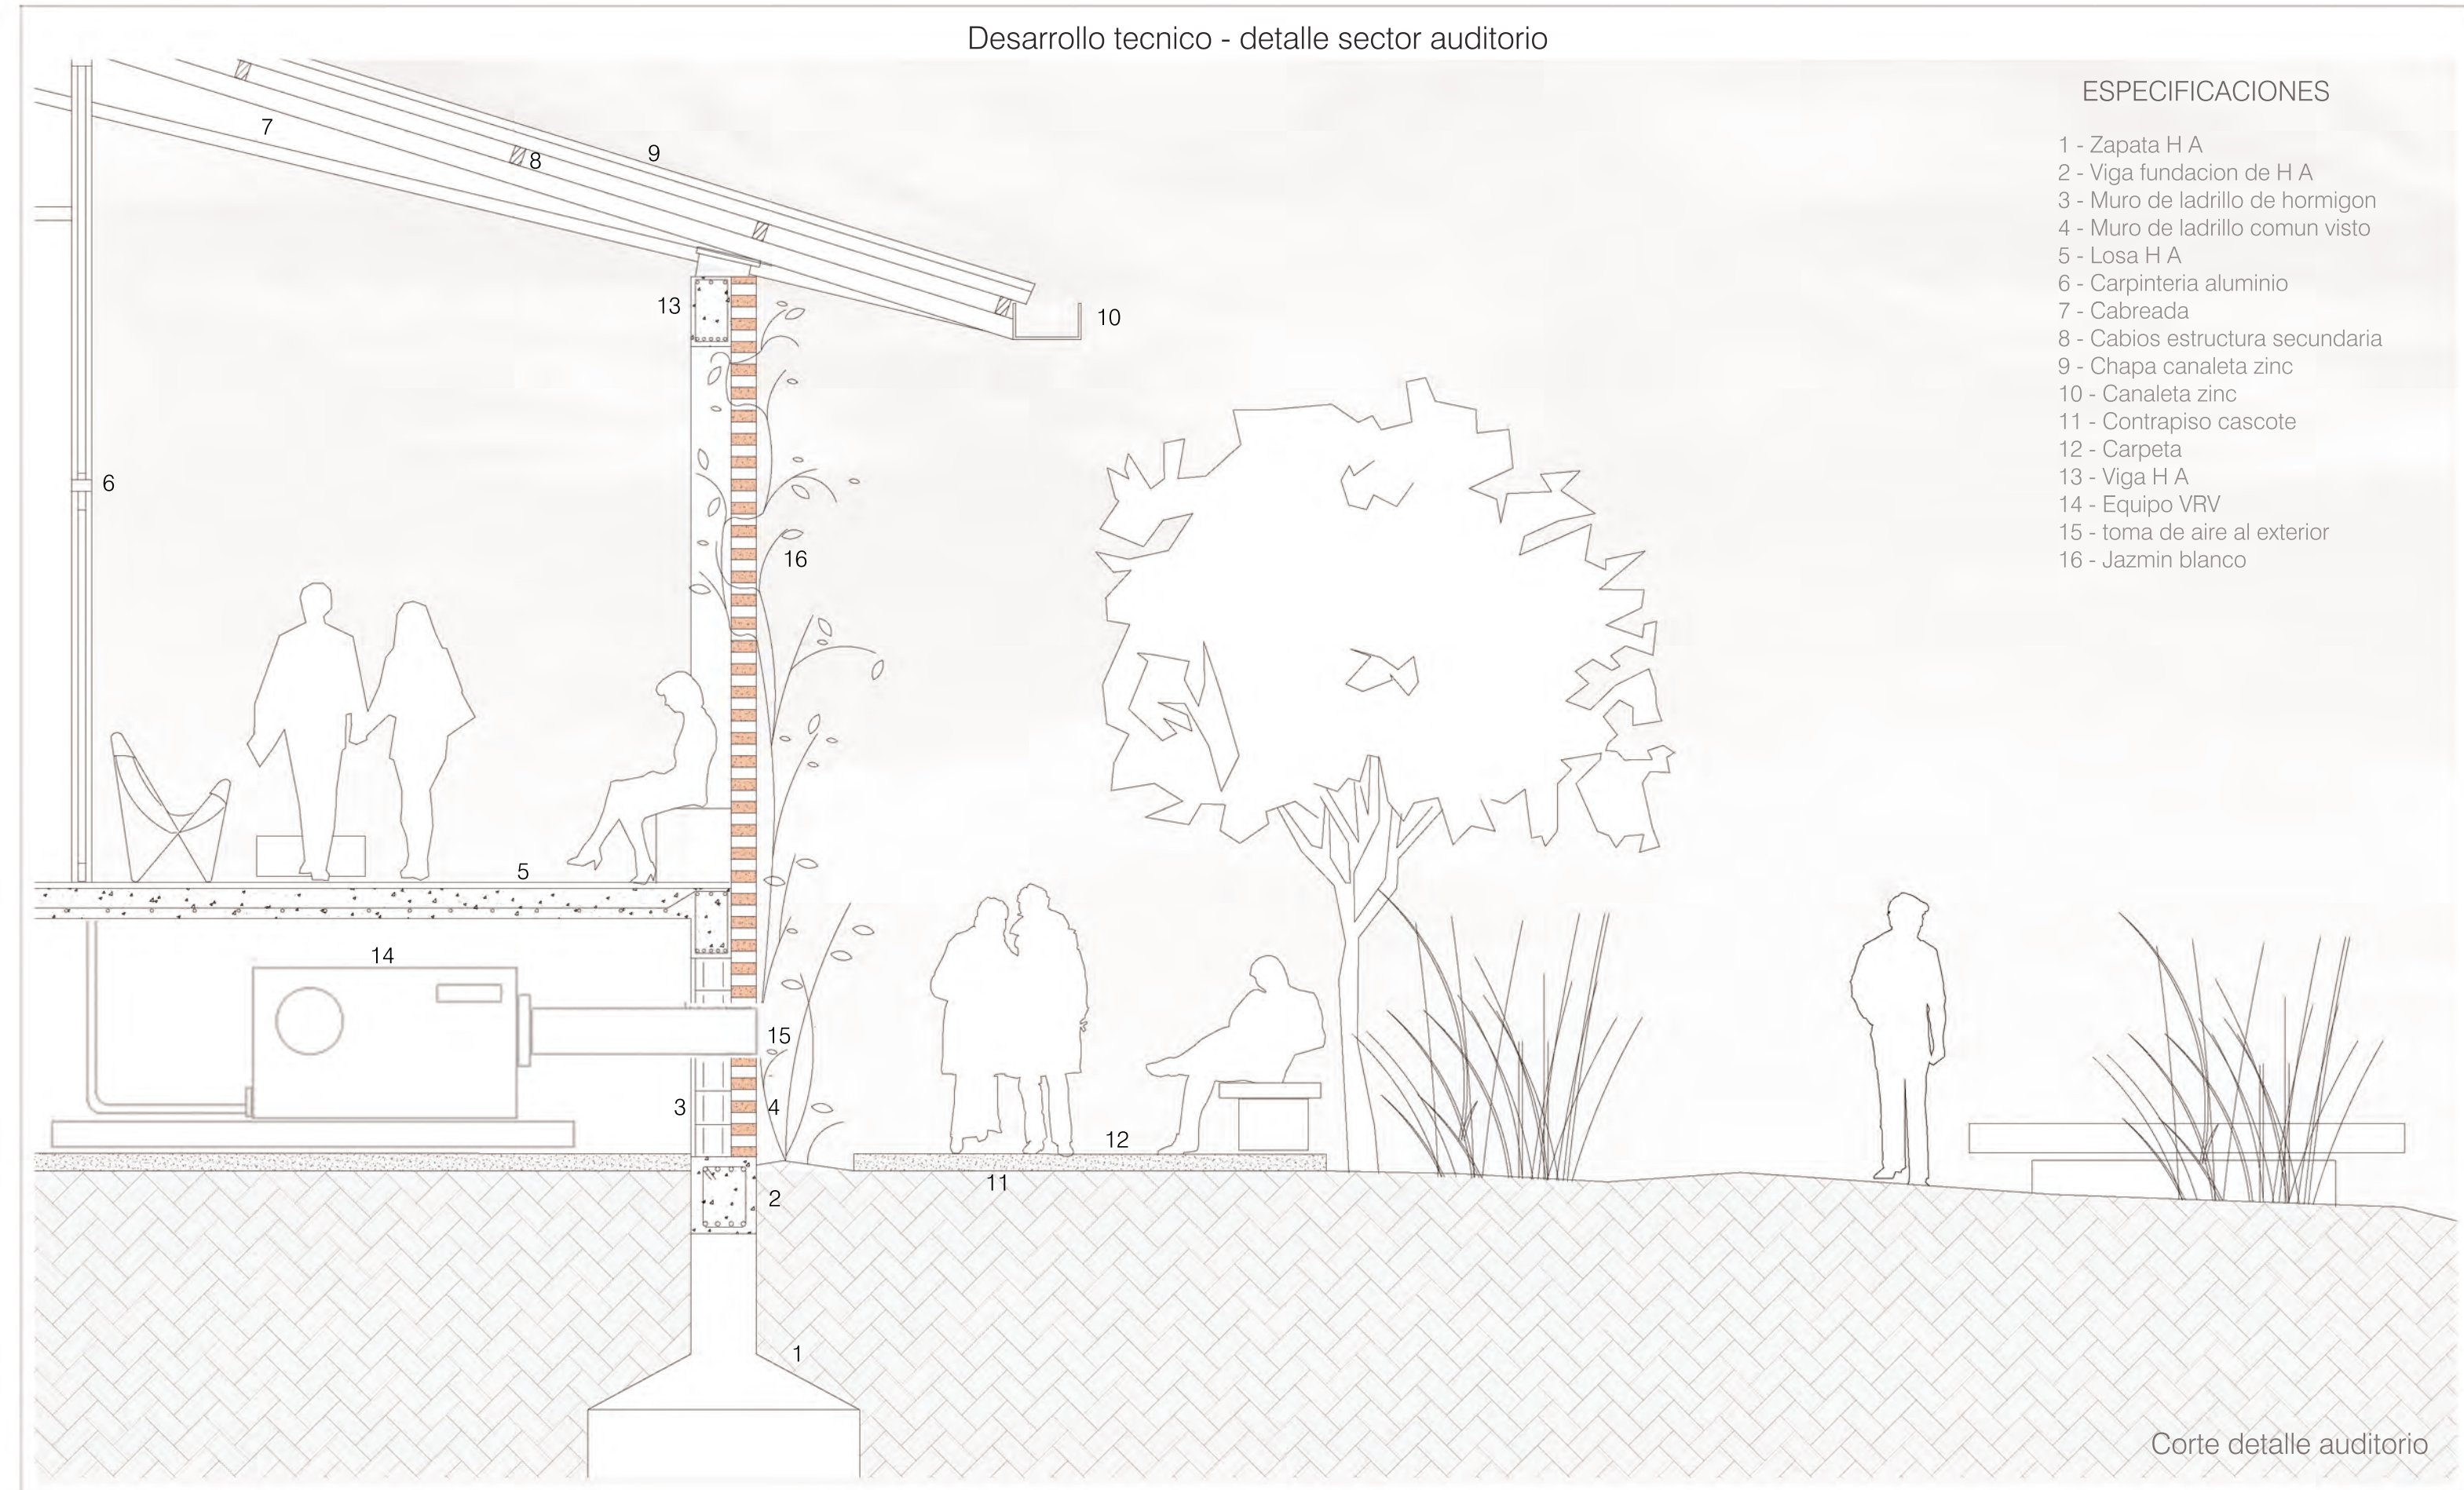 Desarrollo tecnico - detalle sector auditorio
ESPECIFICACIONES
1 - Zapata H A
2 - Viga fundacion de H A
3 - Muro de ladrillo de hormigon
4 - Muro de ladrillo comun visto
5 - Losa H A
6 - Carpinteria aluminio
7 - Cabreada
8 - Cabios estructura secundaria
9 - Chapa canaleta zinc
10 - Canaleta zinc
11 - Contrapiso cascote
12 - Carpeta
13 - Viga H A
14 - Equipo VRV
15 - toma de aire al exterior
16 - Jazmin blanco
7
8
9
13
10
6
16
5
14
15
3
4
12
11
2
1
Corte detalle auditorio